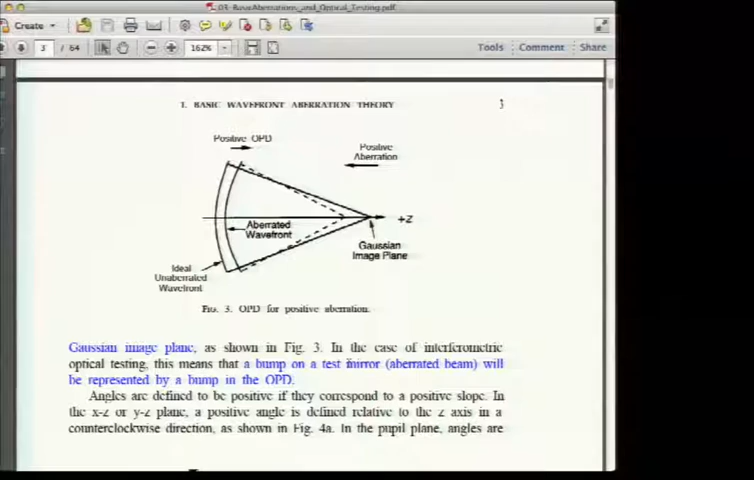 03-BasicAberrations_and_Optical_Testing.pdf
Create
3 / 64
162%
Tools Comment Share
1. BASIC WAVEFRONT ABERRATION THEORY 3
Positive OPD
Positive
Aberration
+Z
Aberrated
Wavefront
Gaussian
Image Plane
Ideal
Unaberrated
Wavefront
FIG. 3. OPD for positive aberration.
Gaussian image plane, as shown in Fig. 3. In the case of interferometric
optical testing, this means that a bump on a test mirror (aberrated beam) will
be represented by a bump in the OPD.
Angles are defined to be positive if they correspond to a positive slope. In
the x-z or y-z plane, a positive angle is defined relative to the z axis in a
counterclockwise direction, as shown in Fig. 4a. In the pupil plane, angles are